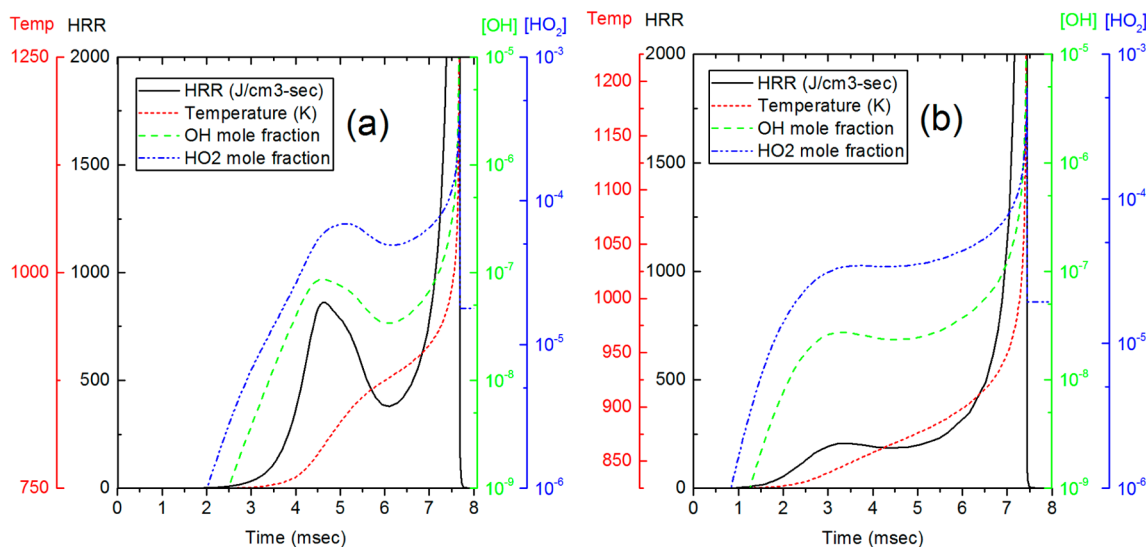 Temp HRR [OH] [HO₂]
1250 2000 10⁻⁵ 10⁻³
HRR (J/cm3-sec)
Temperature (K)
OH mole fraction
HO2 mole fraction
(a)
1500 10⁻⁶
10⁻⁴
1000 1000 10⁻⁷
10⁻⁵
500 10⁻⁸
750 0 10⁻⁹ 10⁻⁶
0 1 2 3 4 5 6 7 8
Time (msec)
Temp HRR [OH] [HO₂]
2000 10⁻⁵ 10⁻³
1200
HRR (J/cm3-sec)
Temperature (K)
OH mole fraction
HO2 mole fraction
(b)
1150
1500 10⁻⁶
1100
10⁻⁴
1050
1000 10⁻⁷
1000
950
10⁻⁵
500 10⁻⁸
900
850
0 10⁻⁹ 10⁻⁶
0 1 2 3 4 5 6 7 8
Time (msec)